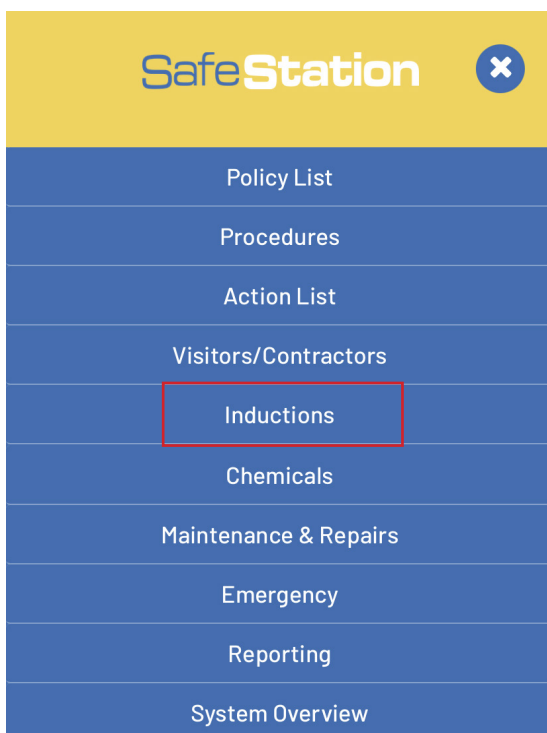 SafeStation
Policy List
Procedures
Action List
Visitors/Contractors
Inductions
Chemicals
Maintenance & Repairs
Emergency
Reporting
System Overview